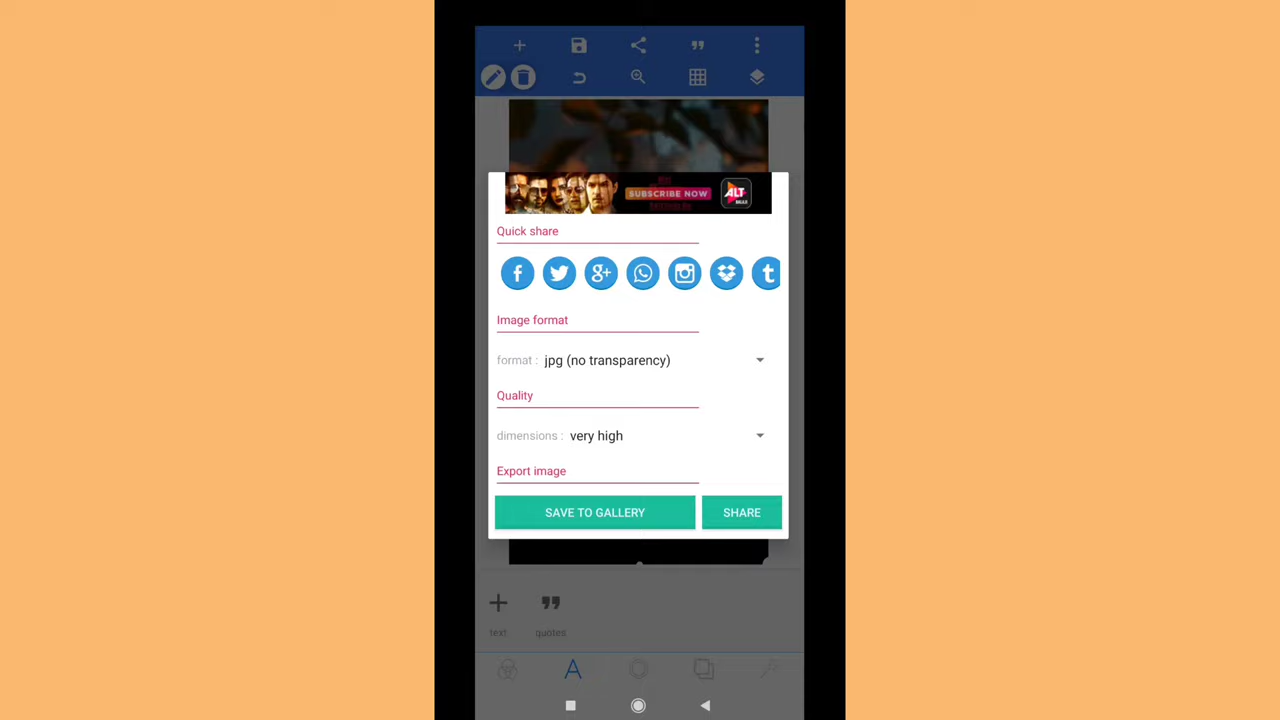 SUBSCRIBE NOW
ALT
BALAJI
Quick share
Image format
format : jpg (no transparency)
Quality
dimensions : very high
Export image
SAVE TO GALLERY
SHARE
text
quotes